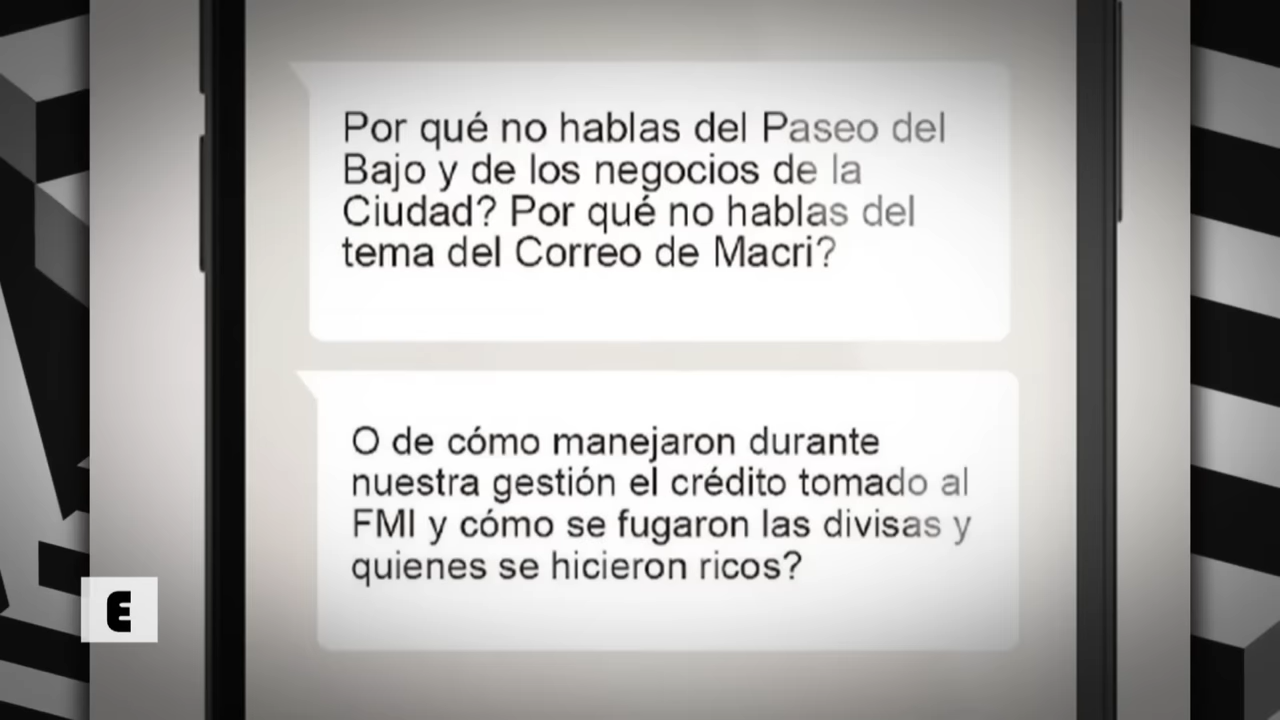 Por qué no hablas del Paseo del
Bajo y de los negocios de la
Ciudad? Por qué no hablas del
tema del Correo de Macri?
O de cómo manejaron durante
nuestra gestión el crédito tomado al
FMI y cómo se fugaron las divisas y
quienes se hicieron ricos?
E